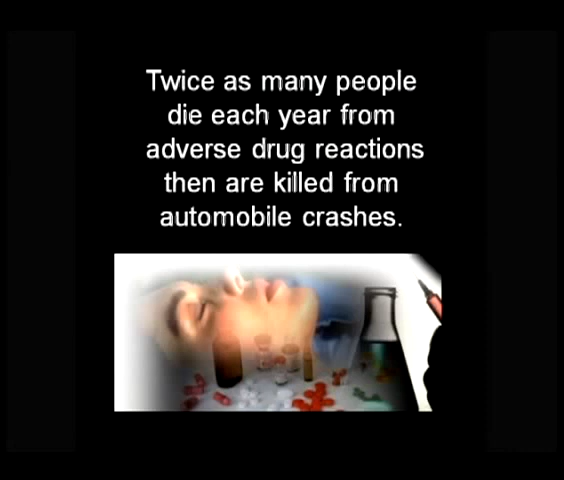 Twice as many people
die each year from
adverse drug reactions
then are killed from
automobile crashes.